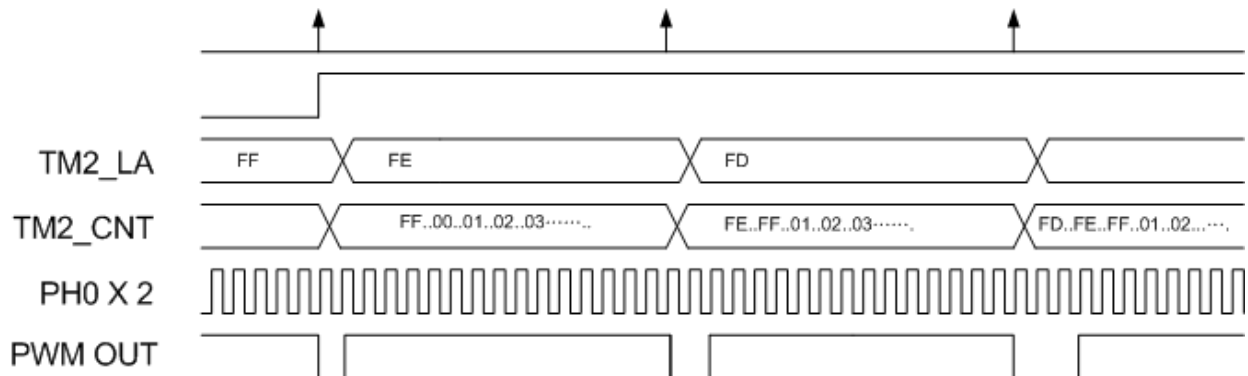 TM2_LA FF FE FD
TM2_CNT FF..00..01..02..03…….. FE..FF..01..02..03……. FD..FE..FF..01..02...….
PH0 X 2
PWM OUT